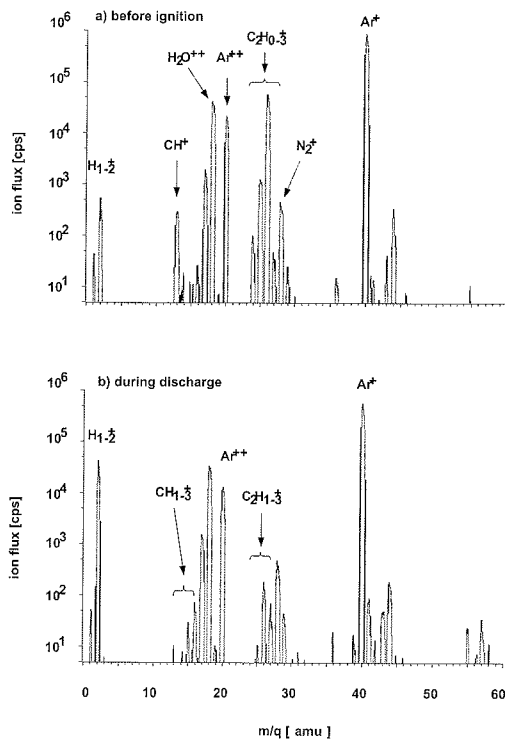 a) before ignition
ion flux [cps]
10⁶
10⁵
10⁴
10³
10²
10¹
H₁₋₂⁺
CH⁺
H₂O⁺⁺
Ar⁺⁺
C₂H₀₋₃⁺
N₂⁺
Ar⁺
b) during discharge
ion flux [cps]
10⁶
10⁵
10⁴
10³
10²
10¹
H₁₋₂⁺
CH₁₋₃⁺
Ar⁺⁺
C₂H₁₋₃⁺
Ar⁺
0 10 20 30 40 50 60
m/q [ amu ]